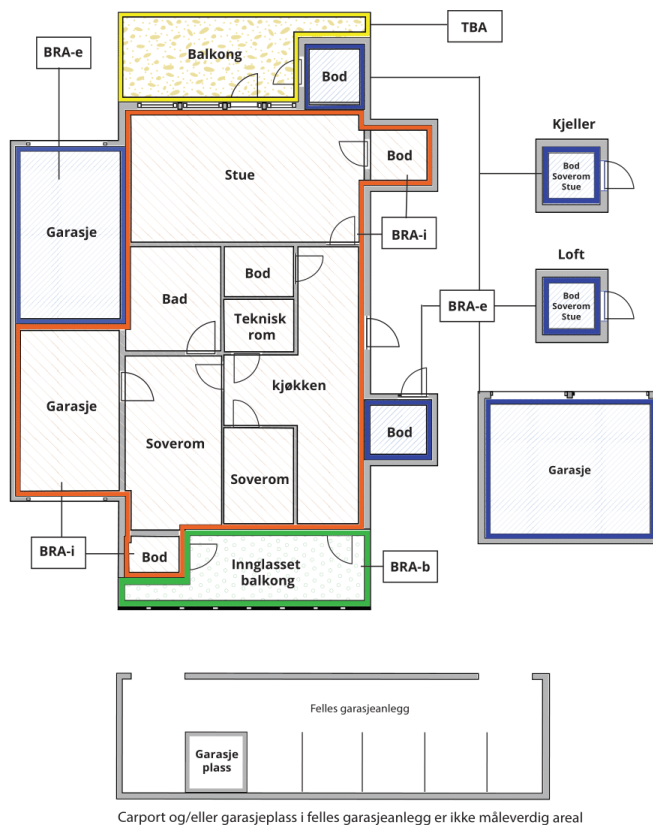 TBA
BRA-e
Balkong
Bod
Kjeller
Stue
Bod
Bod
Soverom
Stue
Garasje
BRA-i
Loft
Bad
Bod
Teknisk
rom
BRA-e
Bod
Soverom
Stue
Garasje
kjøkken
Soverom
Bod
Soverom
Garasje
BRA-i
Bod
Innglasset
balkong
BRA-b
Felles garasjeanlegg
Garasje
plass
Carport og/eller garasjeplass i felles garasjeanlegg er ikke måleverdig areal